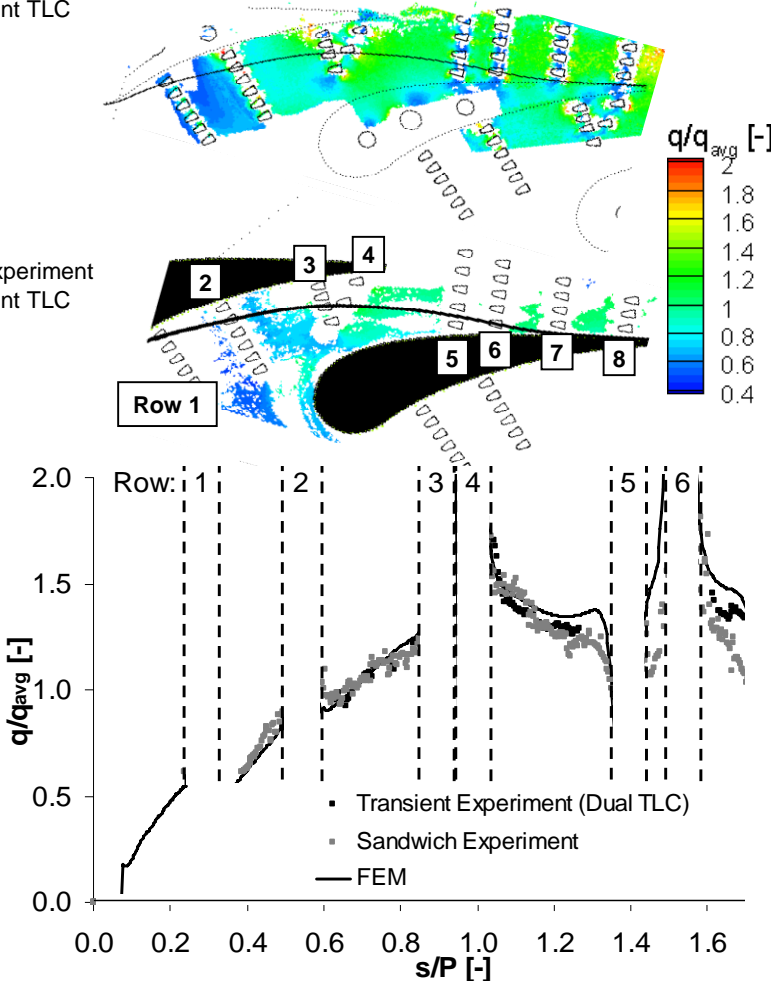 nt TLC
q/qavg [-]
2
1.8
1.6
1.4
1.2
1
0.8
0.6
0.4
xperiment
nt TLC
2
3
4
5
6
7
8
Row 1
2.0
1.5
1.0
0.5
0.0
q/qavg [-]
Row: 1 2 3 4 5 6
Transient Experiment (Dual TLC)
Sandwich Experiment
FEM
0.0 0.2 0.4 0.6 0.8 1.0 1.2 1.4 1.6
s/P [-]